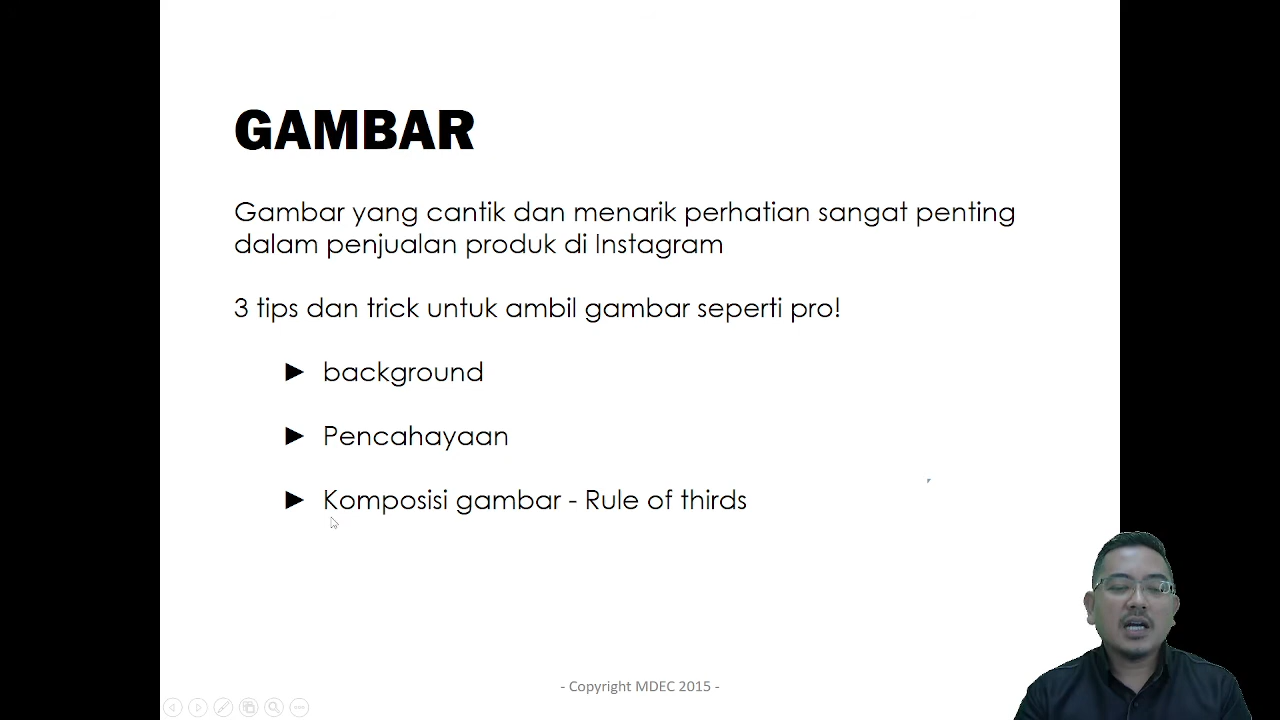 GAMBAR
Gambar yang cantik dan menarik perhatian sangat penting
dalam penjualan produk di Instagram
3 tips dan trick untuk ambil gambar seperti pro!
► background
► Pencahayaan
► Komposisi gambar - Rule of thirds
- Copyright MDEC 2015 -